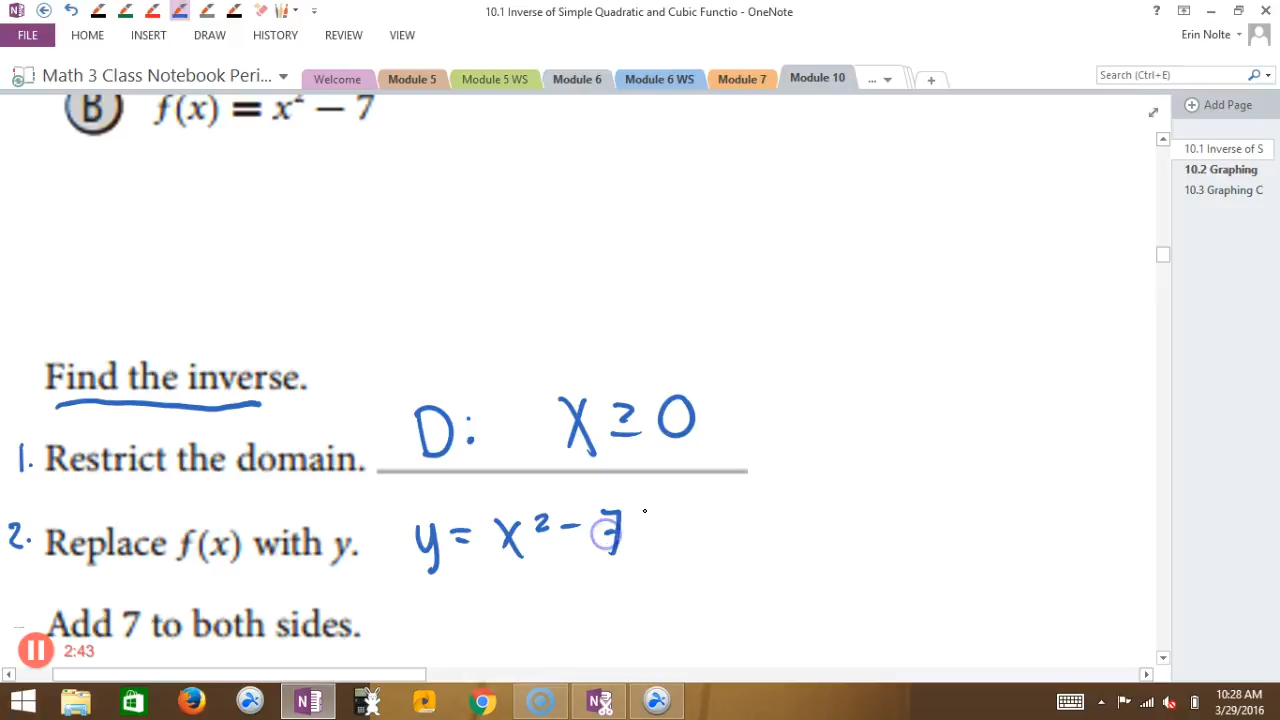 10.1 Inverse of Simple Quadratic and Cubic Functio - OneNote
FILE HOME INSERT DRAW HISTORY REVIEW VIEW
Erin Nolte
Math 3 Class Notebook Peri...
Welcome Module 5 Module 5 WS Module 6 Module 6 WS Module 7 Module 10 ...
Search (Ctrl+E)
Add Page
10.1 Inverse of S
10.2 Graphing
10.3 Graphing C
B f(x) = x² − 7
Find the inverse.
1. Restrict the domain. D: x ≥ 0
2. Replace f(x) with y. y = x² − 7
Add 7 to both sides.
2:43
10:28 AM
3/29/2016